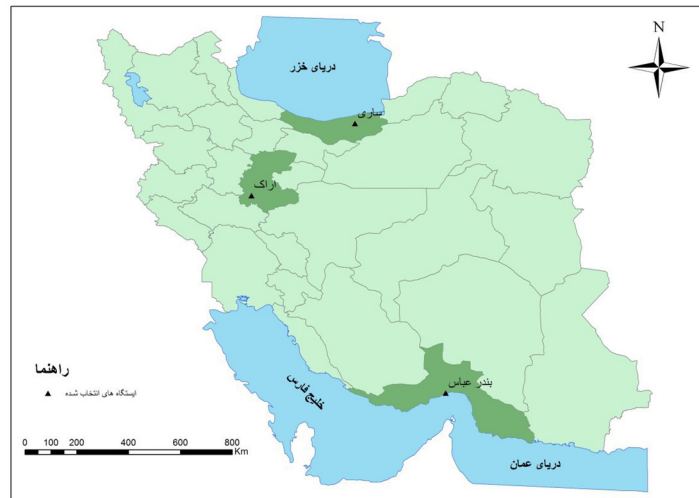 N
دریای خزر
ساری
اراک
بندر عباس
خلیج فارس
دریای عمان
راهنما
ایستگاه های انتخاب شده
0 100 200 400 600 800
Km